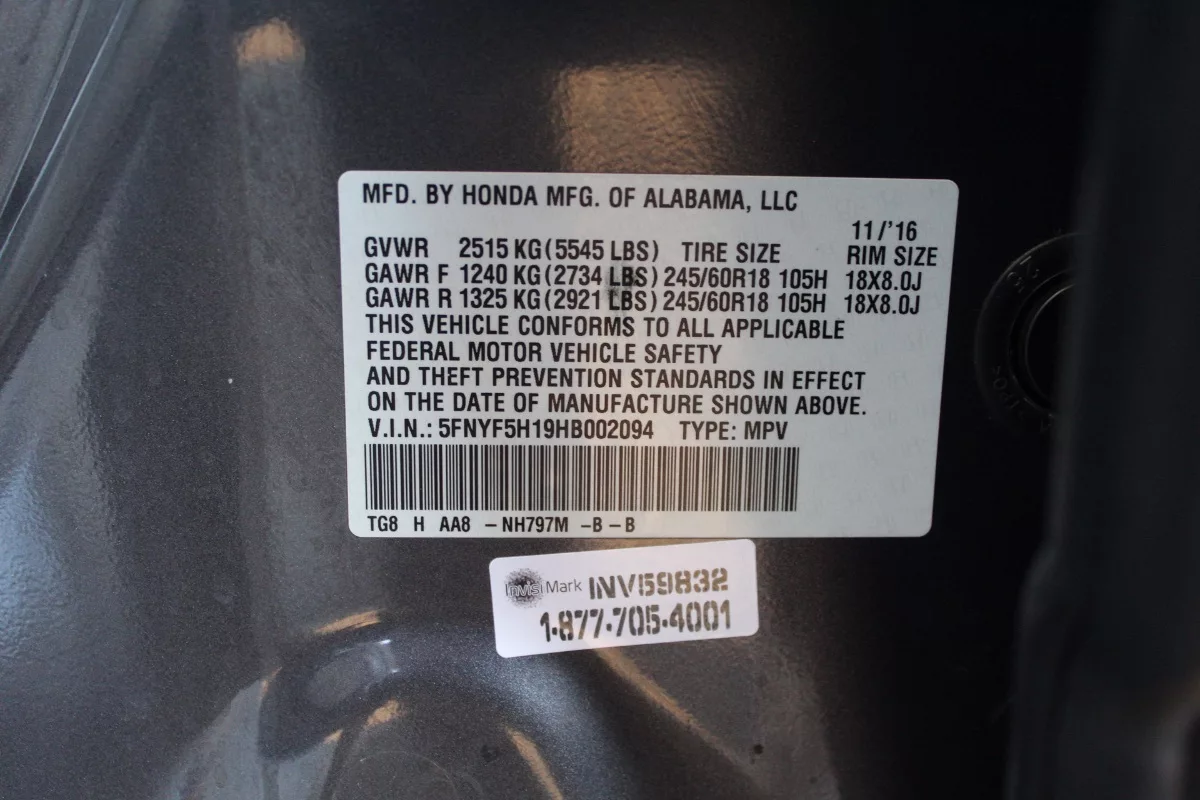 MFD. BY HONDA MFG. OF ALABAMA, LLC
11/'16
GVWR 2515 KG (5545 LBS) TIRE SIZE RIM SIZE
GAWR F 1240 KG (2734 LBS) 245/60R18 105H 18X8.0J
GAWR R 1325 KG (2921 LBS) 245/60R18 105H 18X8.0J
THIS VEHICLE CONFORMS TO ALL APPLICABLE
FEDERAL MOTOR VEHICLE SAFETY
AND THEFT PREVENTION STANDARDS IN EFFECT
ON THE DATE OF MANUFACTURE SHOWN ABOVE.
V.I.N.: 5FNYF5H19HB002094 TYPE: MPV
TG8 H AA8 -NH797M -B-B
InvisiMark INV59832
1-877-705-4001